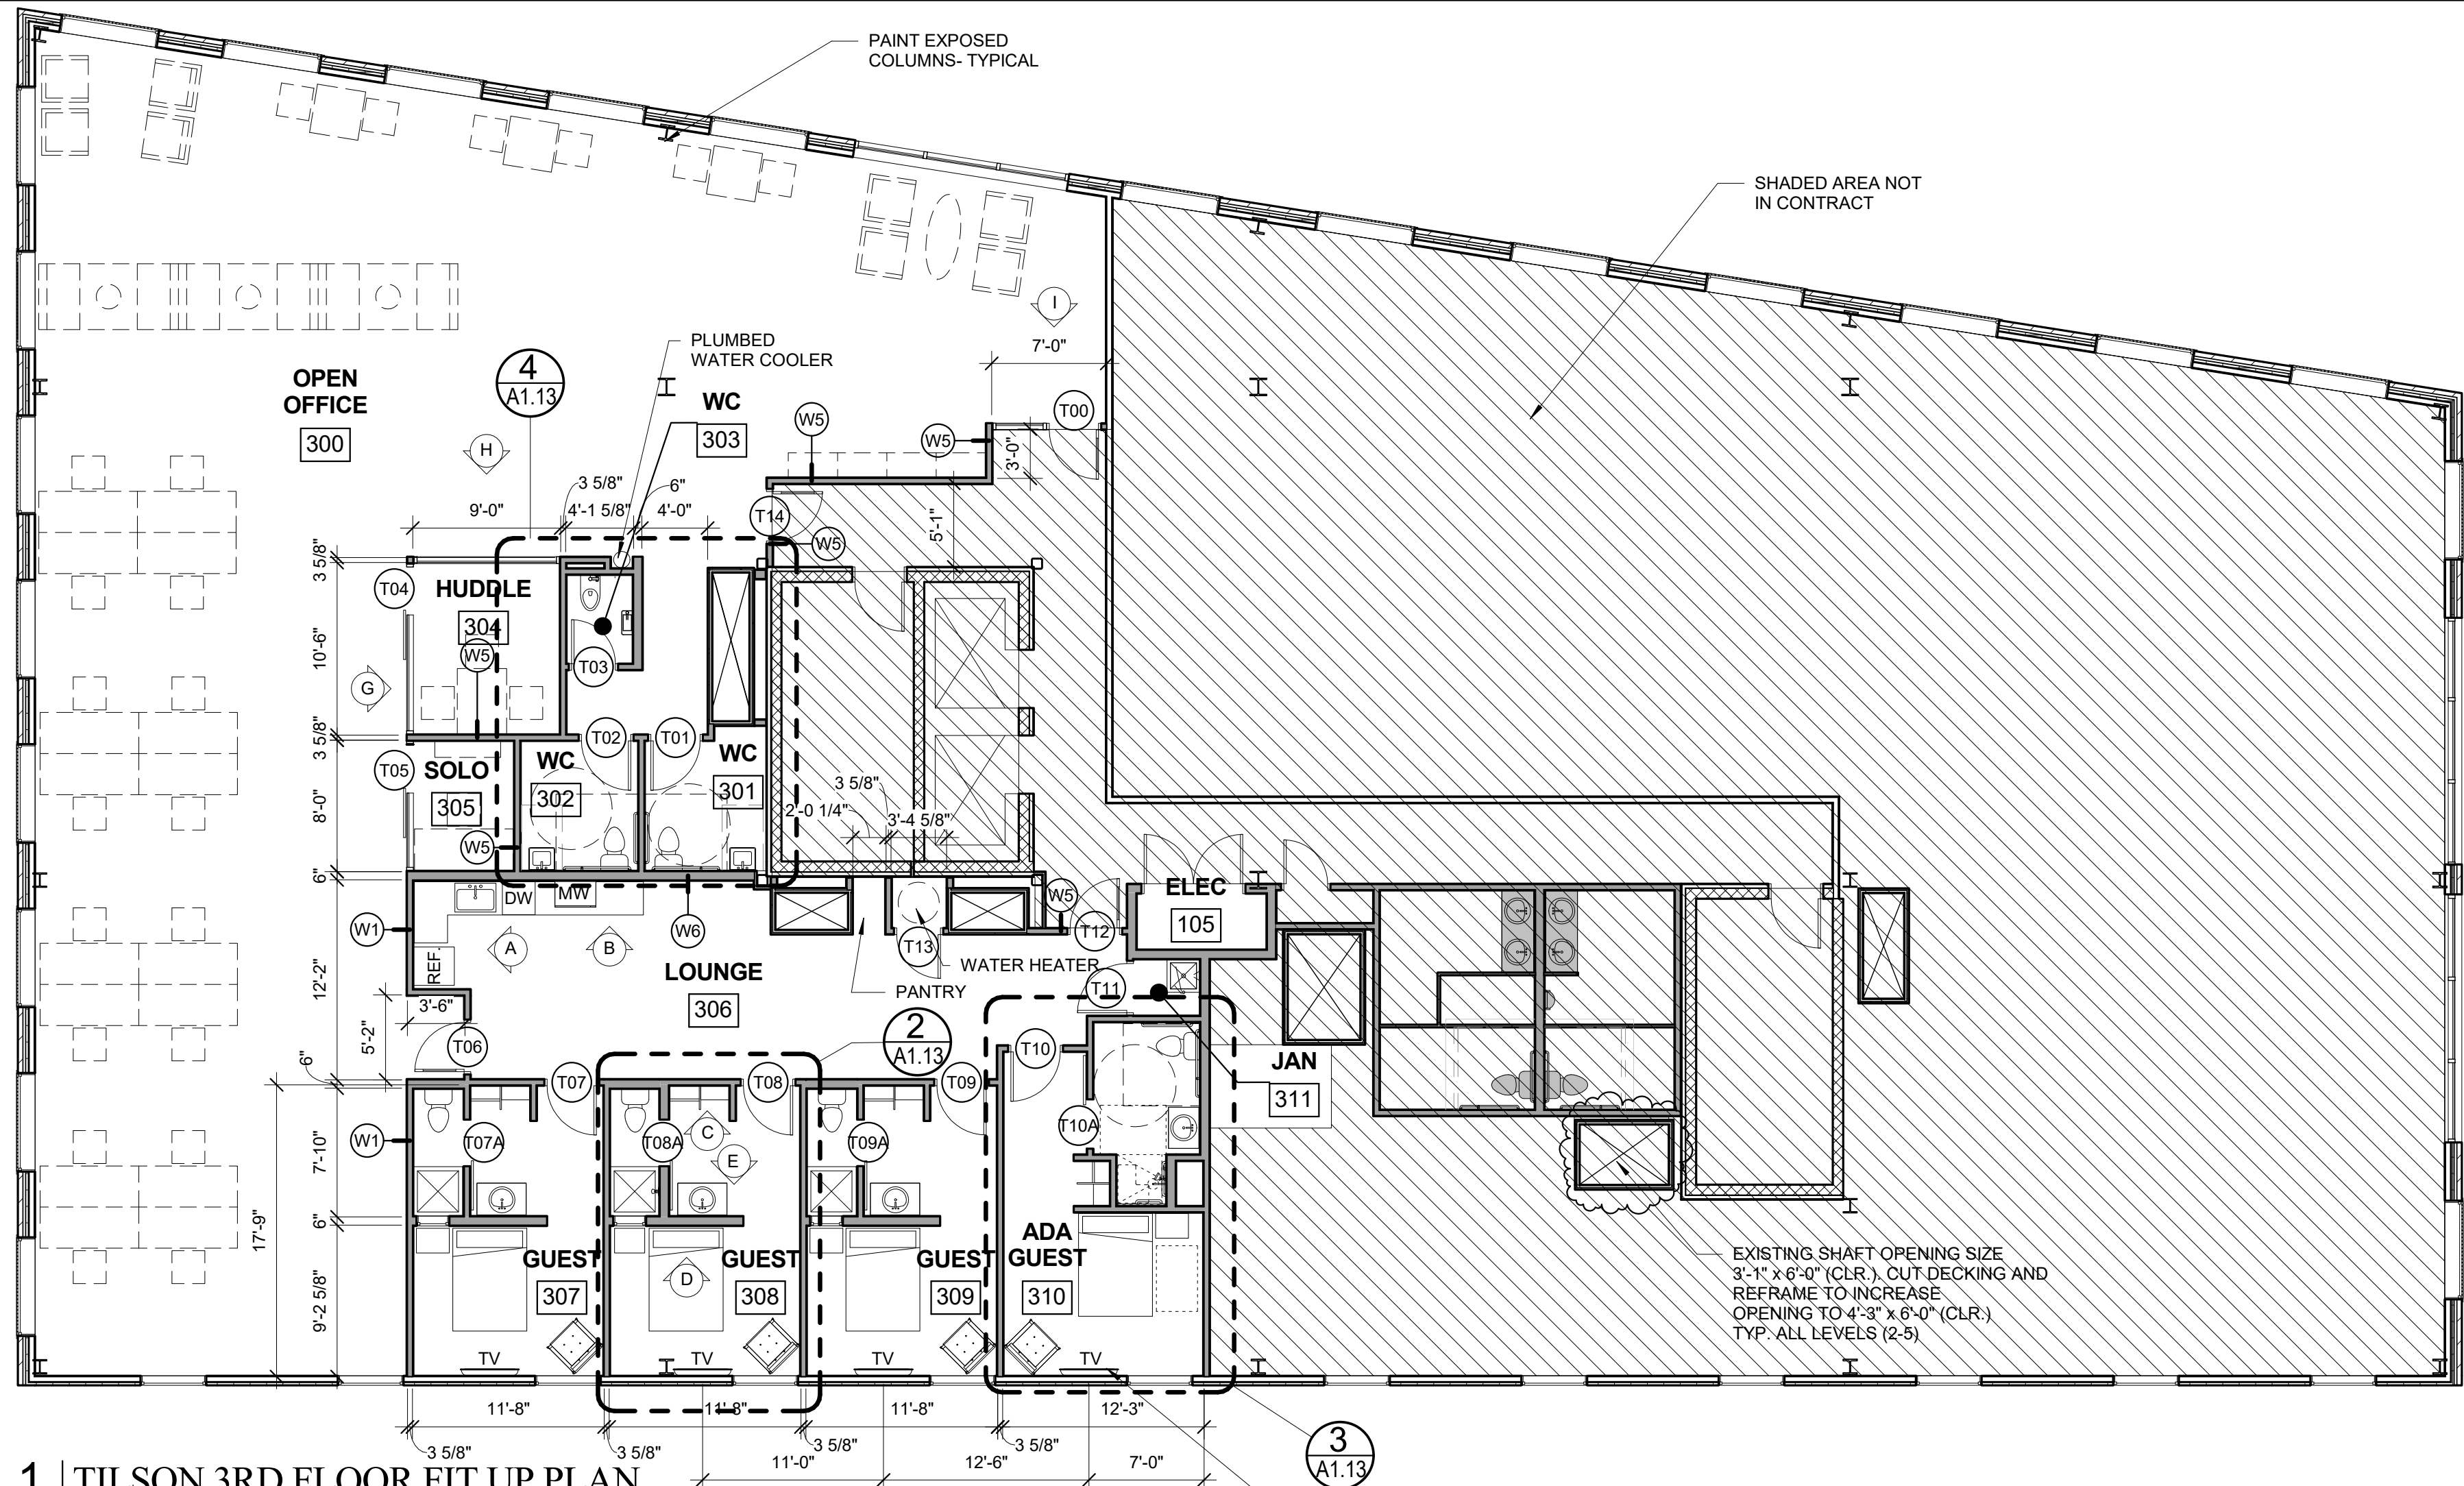 PAINT EXPOSED
COLUMNS- TYPICAL
SHADED AREA NOT
IN CONTRACT
I
7'-0"
PLUMBED
WATER COOLER
OPEN
OFFICE
300
4
A1.13
WC
303
W5
W5
T00
3'-0"
H
3 5/8"
6"
9'-0"
4'-1 5/8"
4'-0"
T14
W5
5'-1"
3 5/8"
T04
HUDDLE
304
W5
10'-6"
T03
G
3 5/8"
T02
T01
T05
SOLO
305
WC
302
WC
301
8'-0"
W5
3 5/8"
2'-0 1/4"
3'-4 5/8"
6"
DW
MW
W1
A
B
W6
REF.
12'-2"
LOUNGE
306
T13
WATER HEATER
PANTRY
W5
T12
ELEC
105
T11
3'-6"
5'-2"
T06
2
A1.13
T10
JAN
311
6"
T07
T08
T09
W1
T07A
T08A
C
E
T09A
T10A
7'-10"
17'-9"
6"
9'-2 5/8"
GUEST
307
GUEST
308
D
GUEST
309
ADA
GUEST
310
TV
TV
TV
TV
EXISTING SHAFT OPENING SIZE
3'-1" x 6'-0" (CLR.). CUT DECKING AND
REFRAME TO INCREASE
OPENING TO 4'-3" x 6'-0" (CLR.)
TYP. ALL LEVELS (2-5)
11'-8"
11'-8"
11'-8"
12'-3"
3 5/8"
3 5/8"
3 5/8"
3 5/8"
11'-0"
12'-6"
7'-0"
3
A1.13
1 TILSON 3RD FLOOR FIT UP PLAN